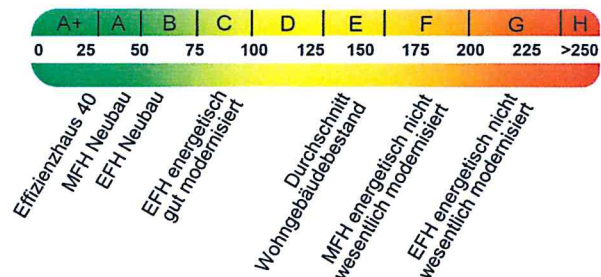 A+ A B C D E F G H
0 25 50 75 100 125 150 175 200 225 >250
Effizienzhaus 40
MFH Neubau
EFH Neubau
EFH energetisch
gut modernisiert
Durchschnitt
Wohngebäudebestand
MFH energetisch nicht
wesentlich modernisiert
EFH energetisch nicht
wesentlich modernisiert